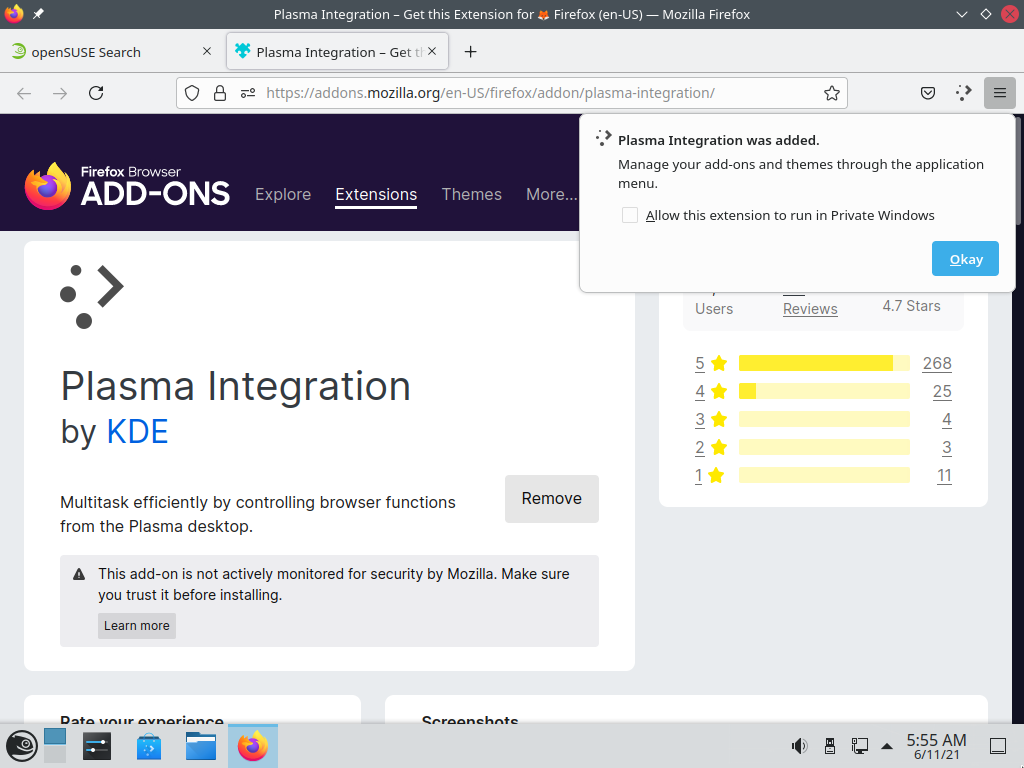 Plasma Integration – Get this Extension for 🦊 Firefox (en-US) — Mozilla Firefox
openSUSE Search
Plasma Integration – Get th
https://addons.mozilla.org/en-US/firefox/addon/plasma-integration/
Plasma Integration was added.
Manage your add-ons and themes through the application
menu.
Allow this extension to run in Private Windows
Okay
Firefox Browser
ADD-ONS
Explore
Extensions
Themes
More...
Users
Reviews
4.7 Stars
5 268
4 25
3 4
2 3
1 11
Plasma Integration
by KDE
Multitask efficiently by controlling browser functions
from the Plasma desktop.
Remove
This add-on is not actively monitored for security by Mozilla. Make sure
you trust it before installing.
Learn more
Rate your experience
Screenshots
5:55 AM
6/11/21